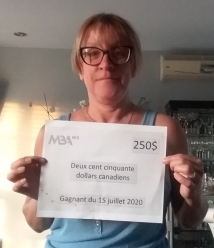 MBA
250$
Deux cent cinquante
dollars canadiens
Gagnant du 15 juillet 2020